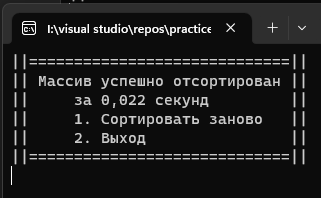 I:\visual studio\repos\practice
||============================||
|| Массив успешно отсортирован ||
|| за 0,022 секунд ||
|| 1. Сортировать заново ||
|| 2. Выход ||
||============================||